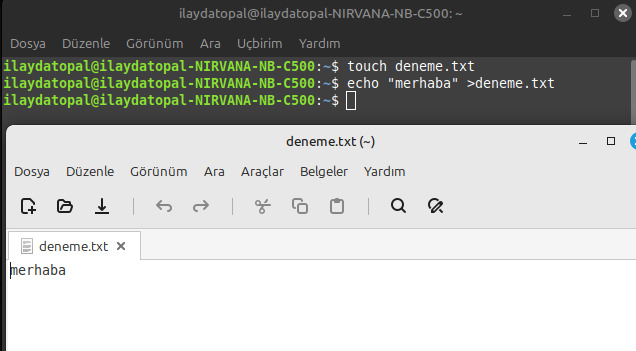 ilaydatopal@ilaydatopal-NIRVANA-NB-C500: ~
Dosya Düzenle Görünüm Ara Uçbirim Yardım
ilaydatopal@ilaydatopal-NIRVANA-NB-C500:~$ touch deneme.txt
ilaydatopal@ilaydatopal-NIRVANA-NB-C500:~$ echo "merhaba" >deneme.txt
ilaydatopal@ilaydatopal-NIRVANA-NB-C500:~$
deneme.txt (~)
Dosya Düzenle Görünüm Ara Araçlar Belgeler Yardım
deneme.txt
merhaba